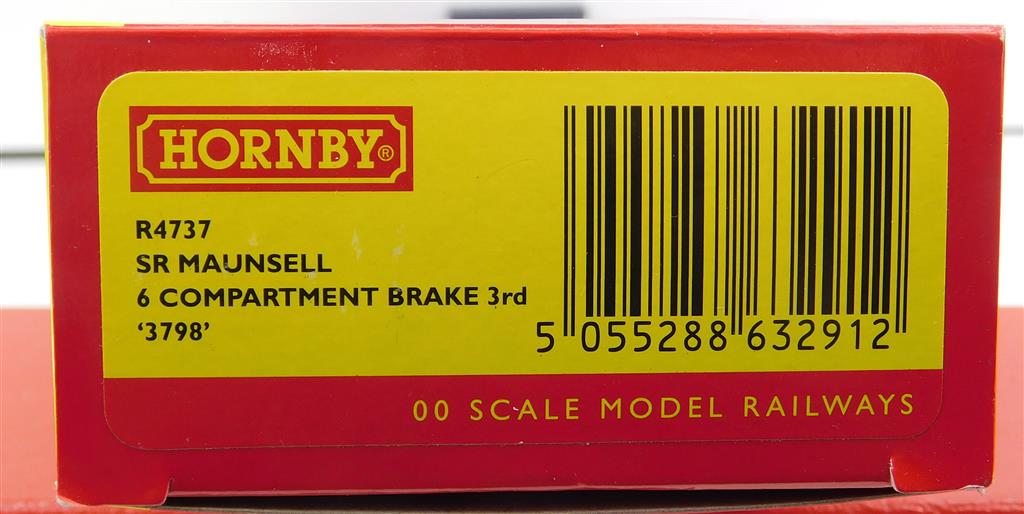 HORNBY®
R4737
SR MAUNSELL
6 COMPARTMENT BRAKE 3rd
‘3798’
5 055288 632912
00 SCALE MODEL RAILWAYS